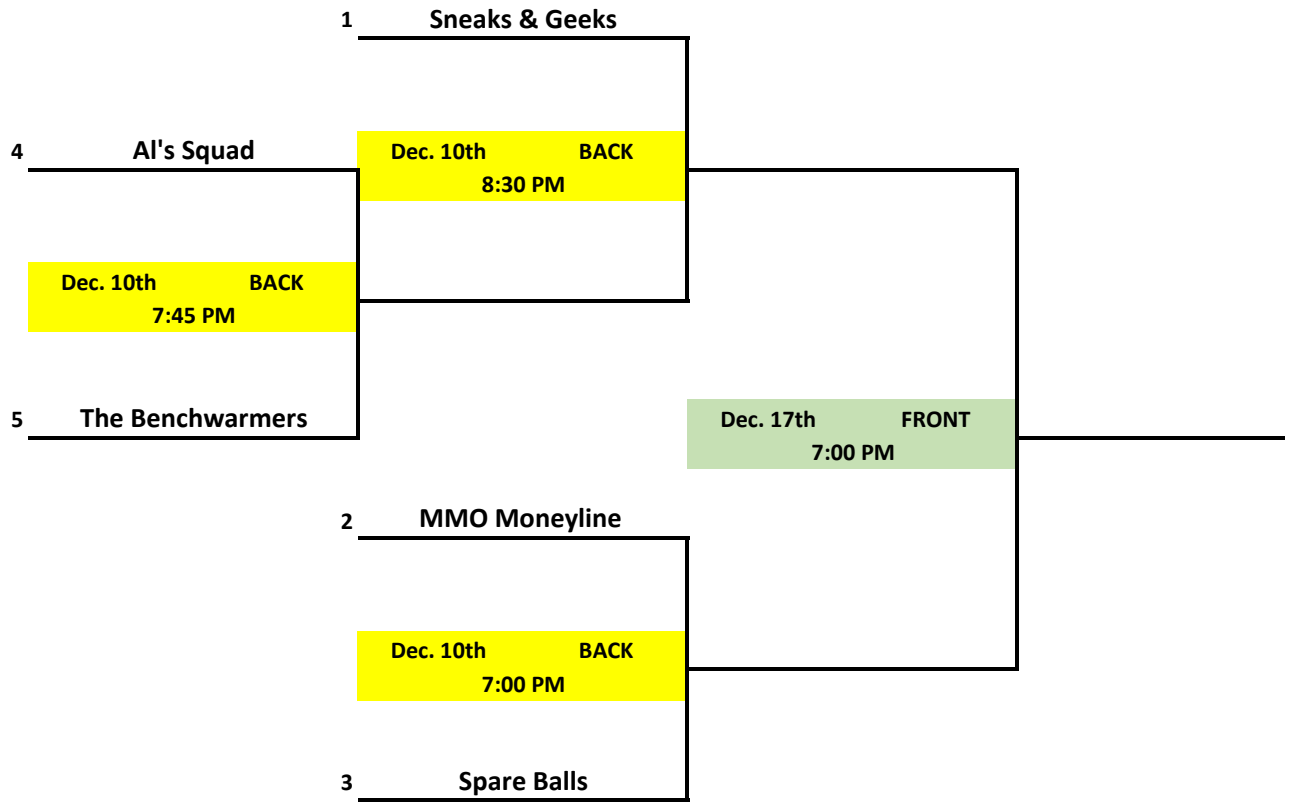 1 Sneaks & Geeks
4 Al's Squad
Dec. 10th BACK
8:30 PM
Dec. 10th BACK
7:45 PM
5 The Benchwarmers
Dec. 17th FRONT
7:00 PM
2 MMO Moneyline
Dec. 10th BACK
7:00 PM
3 Spare Balls